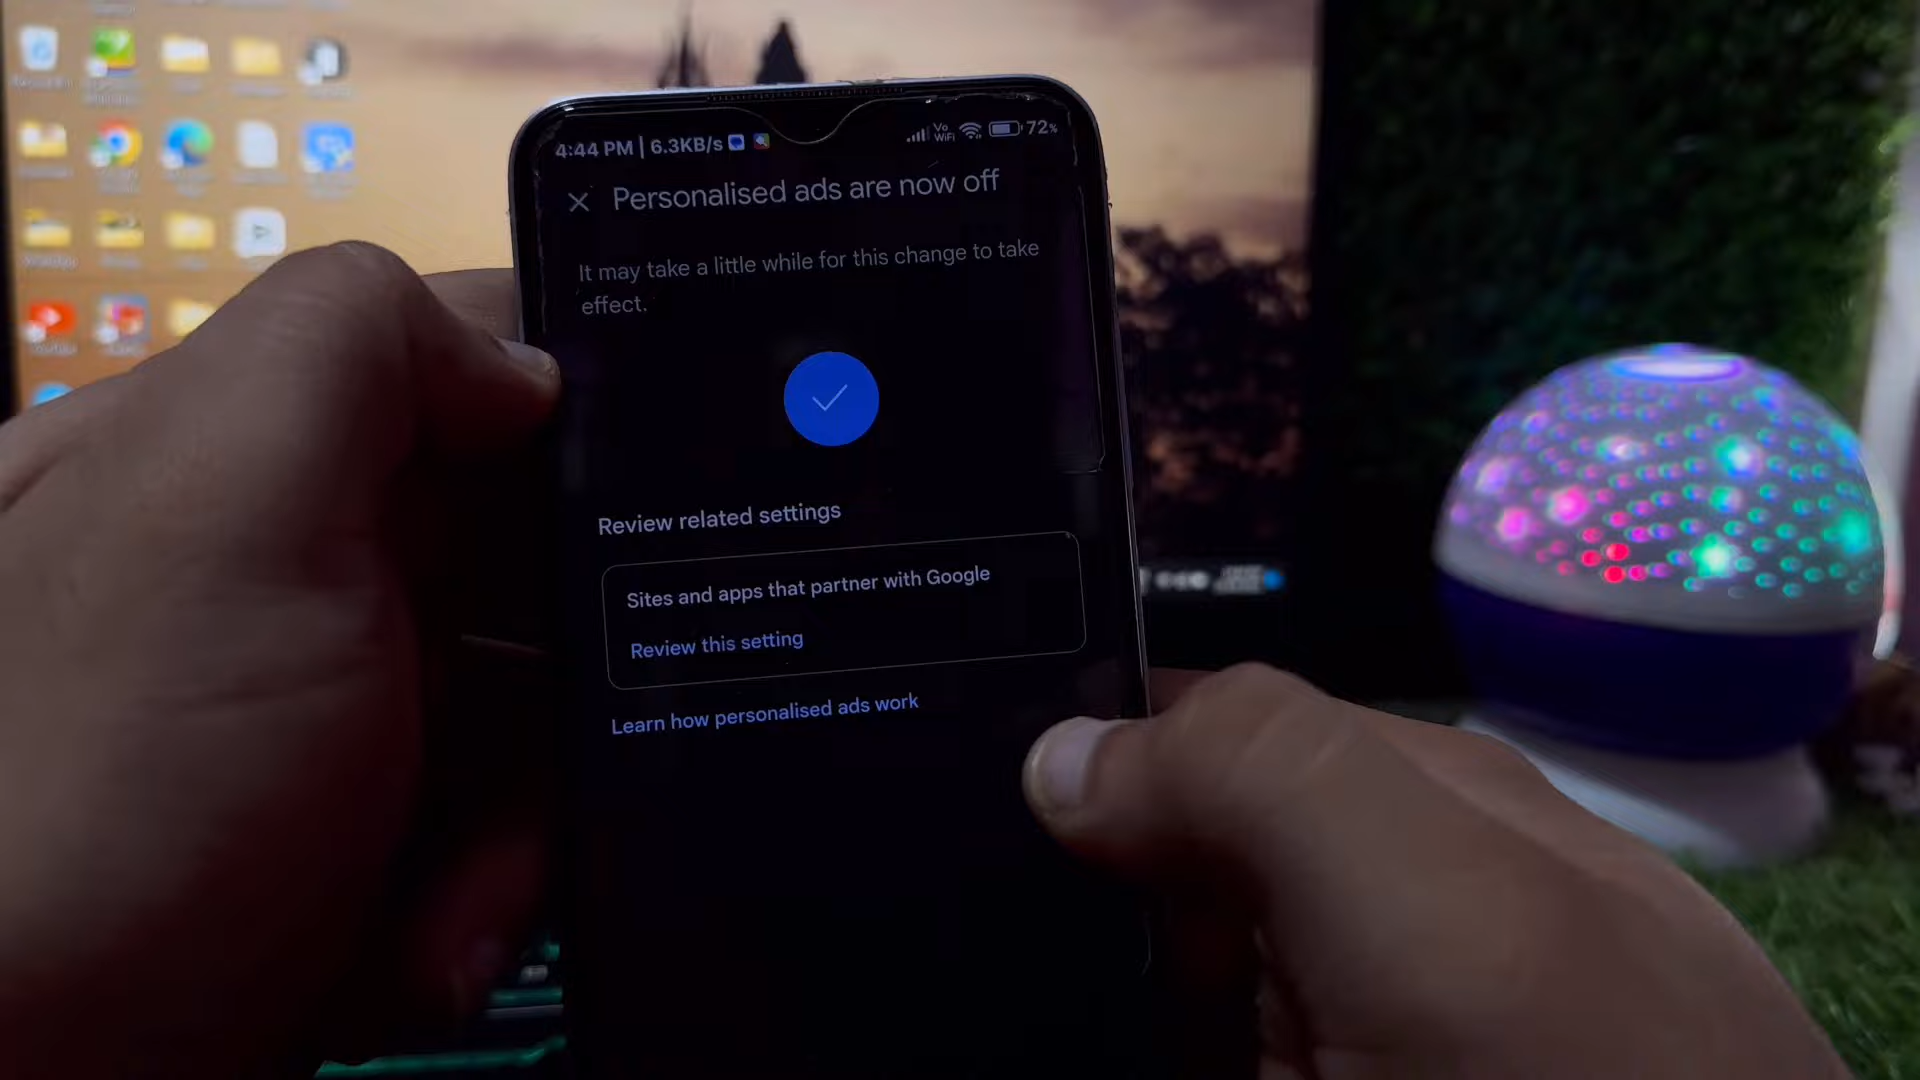 4:44 PM | 6.3KB/s
Vo
WiFi
72%
Personalised ads are now off
It may take a little while for this change to take
effect.
Review related settings
Sites and apps that partner with Google
Review this setting
Learn how personalised ads work